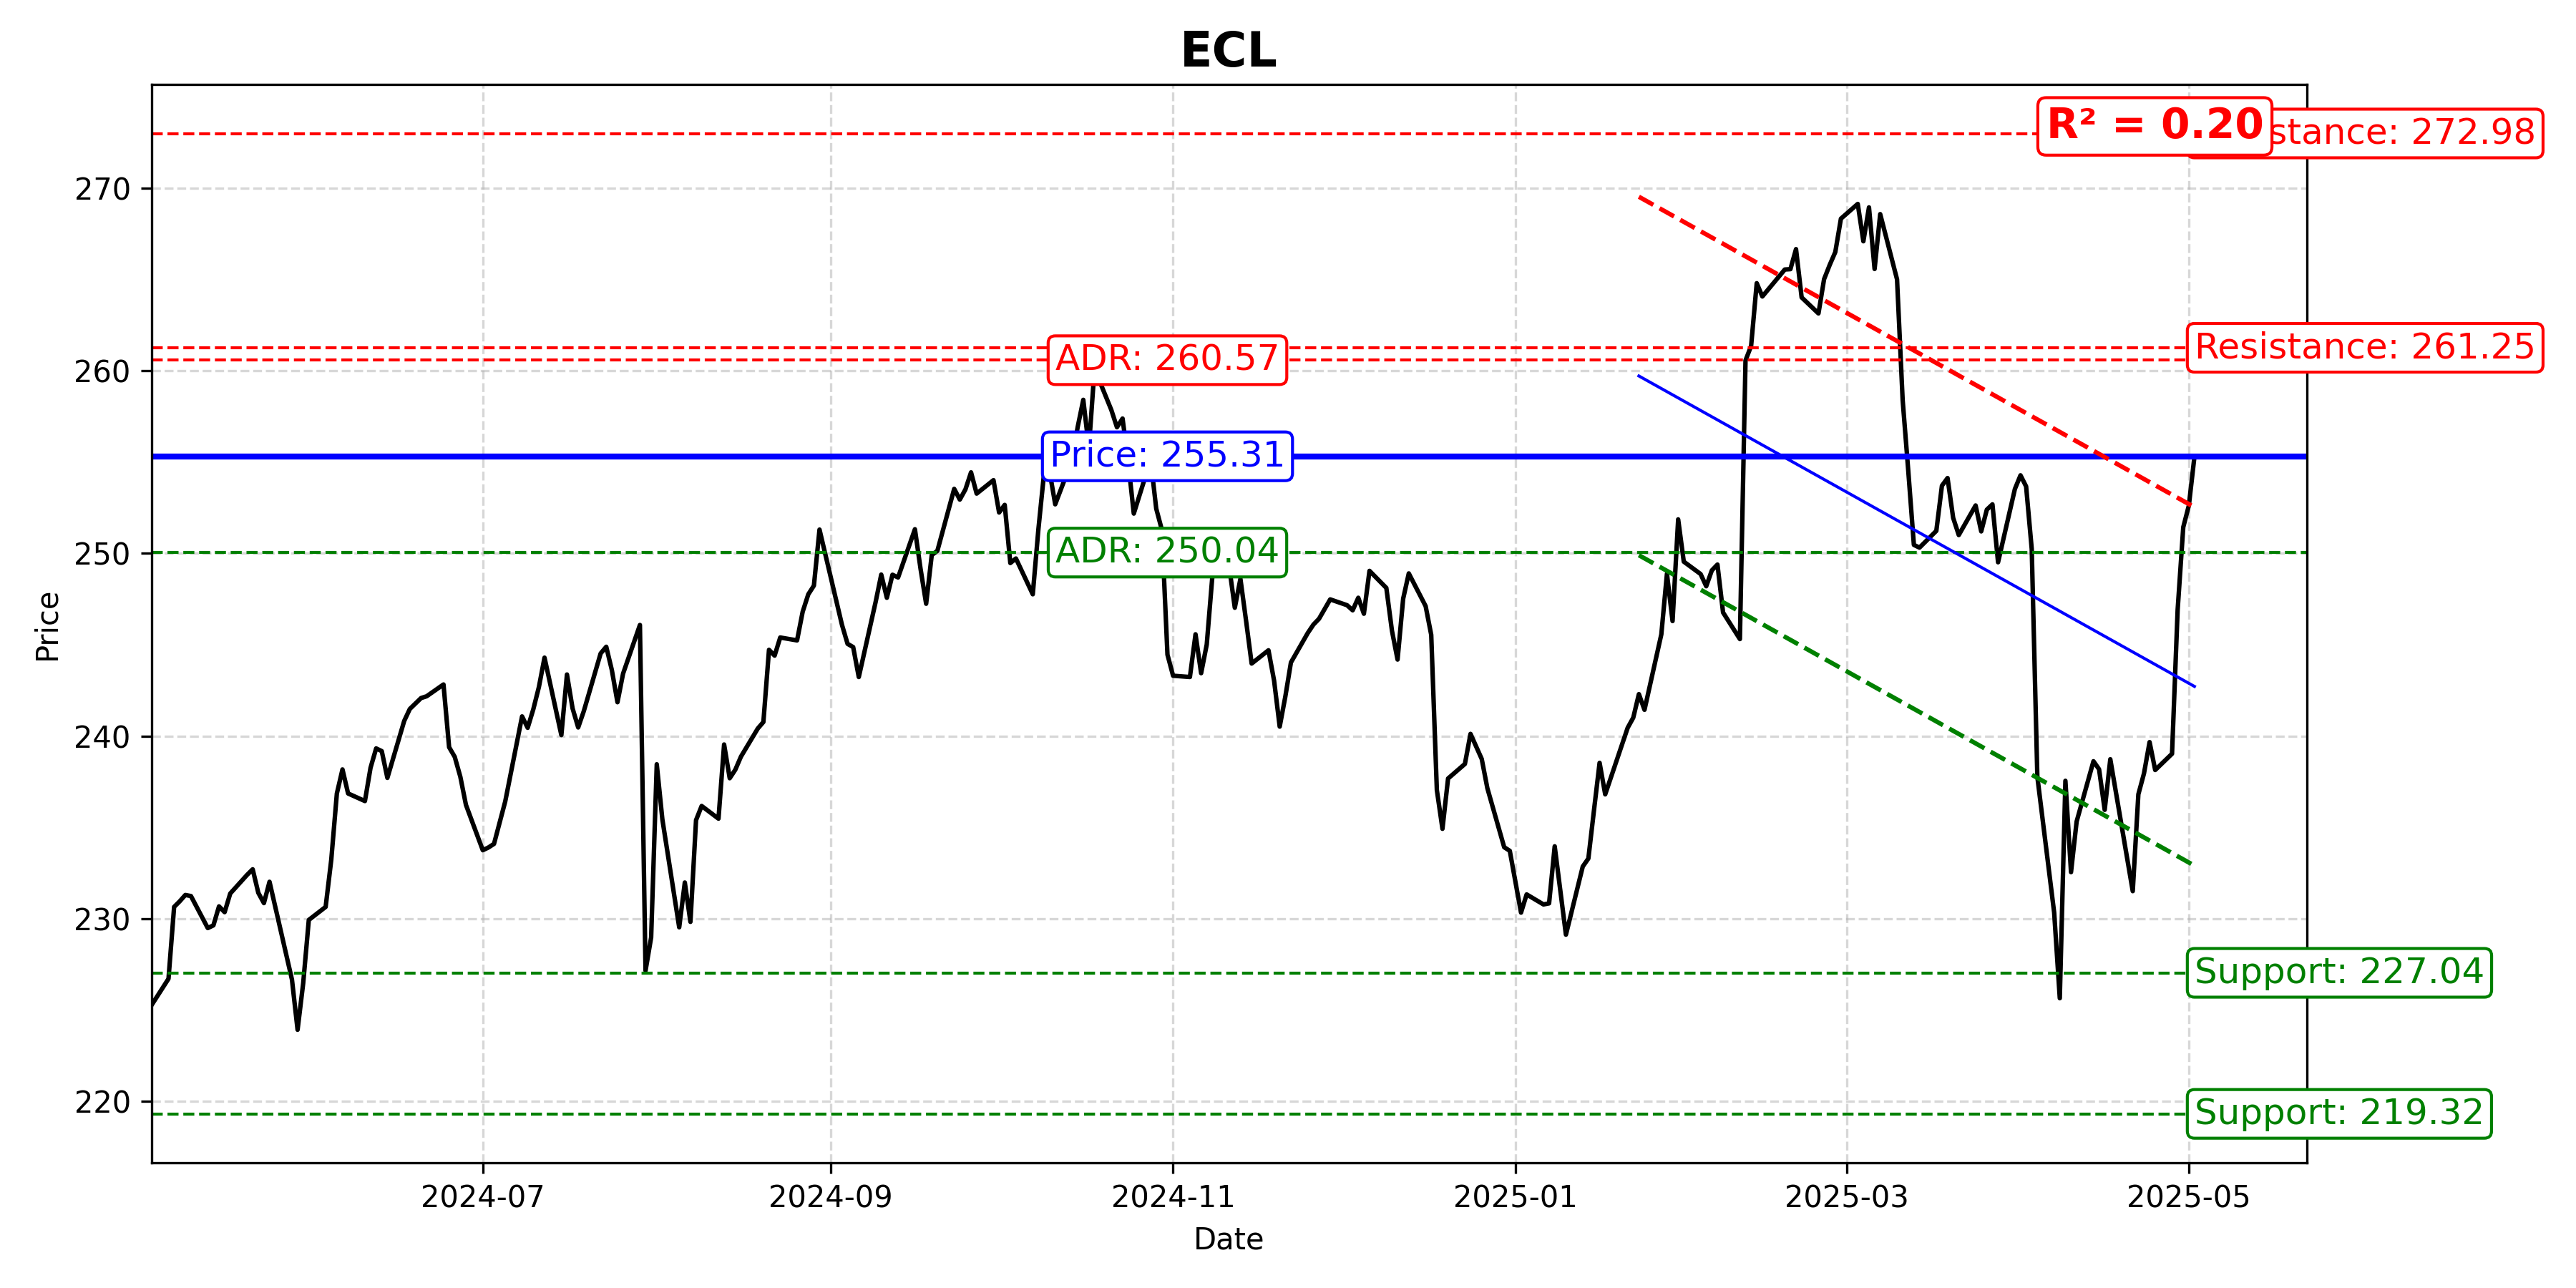 ECL
R² = 0.20
stance: 272.98
270
Resistance: 261.25
ADR: 260.57
260
Price: 255.31
ADR: 250.04
250
Price
240
230
Support: 227.04
220
Support: 219.32
2024-07
2024-09
2024-11
2025-01
2025-03
2025-05
Date